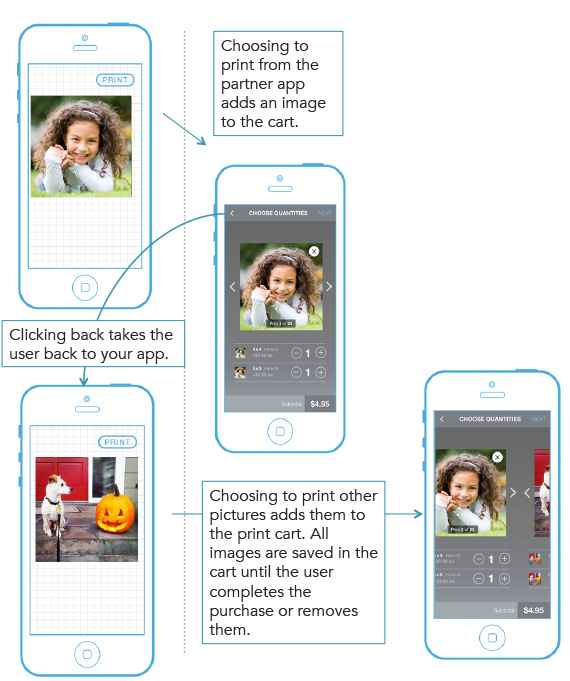 PRINT
Choosing to
print from the
partner app
adds an image
to the cart.
CHOOSE QUANTITIES NEXT
Print 2 of 23
4x4 PRINTS
1
5x5 PRINTS
1
Subtotal: $4.95
Clicking back takes the
user back to your app.
PRINT
Choosing to print other
pictures adds them to
the print cart. All
images are saved in the
cart until the user
completes the
purchase or removes
them.
CHOOSE QUANTITIES NEXT
PRINTS
1
PRINTS
1
Subtotal: $4.95